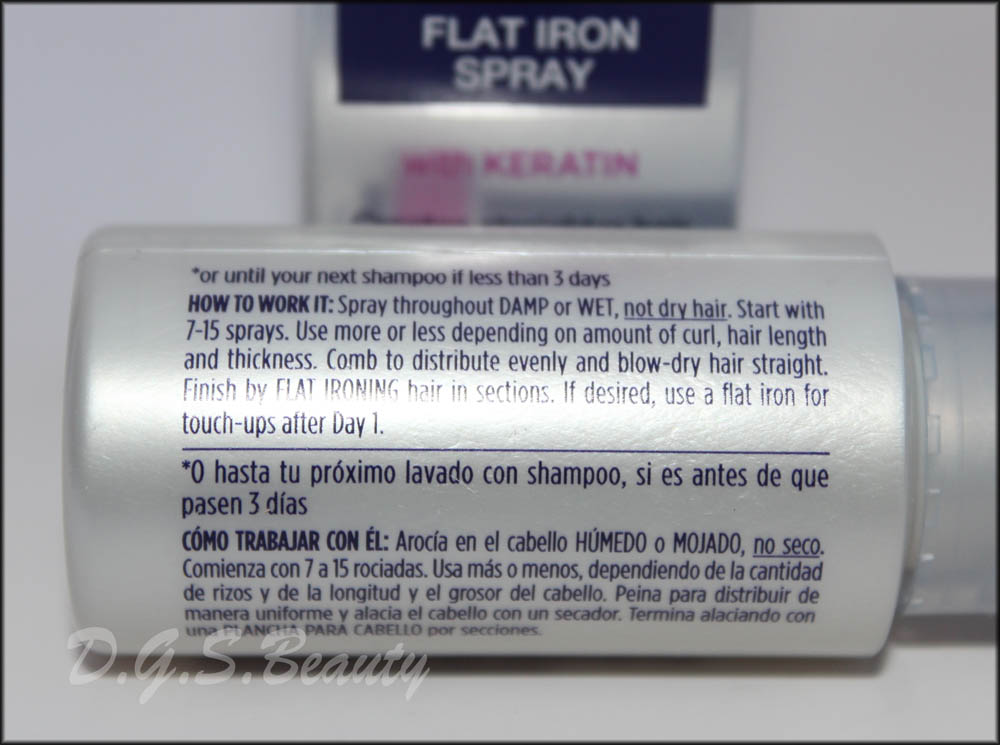 FLAT IRON
SPRAY
with KERATIN
*or until your next shampoo if less than 3 days
HOW TO WORK IT: Spray throughout DAMP or WET, not dry hair. Start with
7-15 sprays. Use more or less depending on amount of curl, hair length
and thickness. Comb to distribute evenly and blow-dry hair straight.
Finish by FLAT IRONING hair in sections. If desired, use a flat iron for
touch-ups after Day 1.
*O hasta tu próximo lavado con shampoo, si es antes de que
pasen 3 días
CÓMO TRABAJAR CON ÉL: Arocía en el cabello HÚMEDO o MOJADO, no seco.
Comienza con 7 a 15 rociadas. Usa más o menos, dependiendo de la cantidad
de rizos y de la longitud y el grosor del cabello. Peina para distribuir de
manera uniforme y alacia el cabello con un secador. Termina alaciando con
una PLANCHA PARA CABELLO por secciones.
D.G.S.Beauty